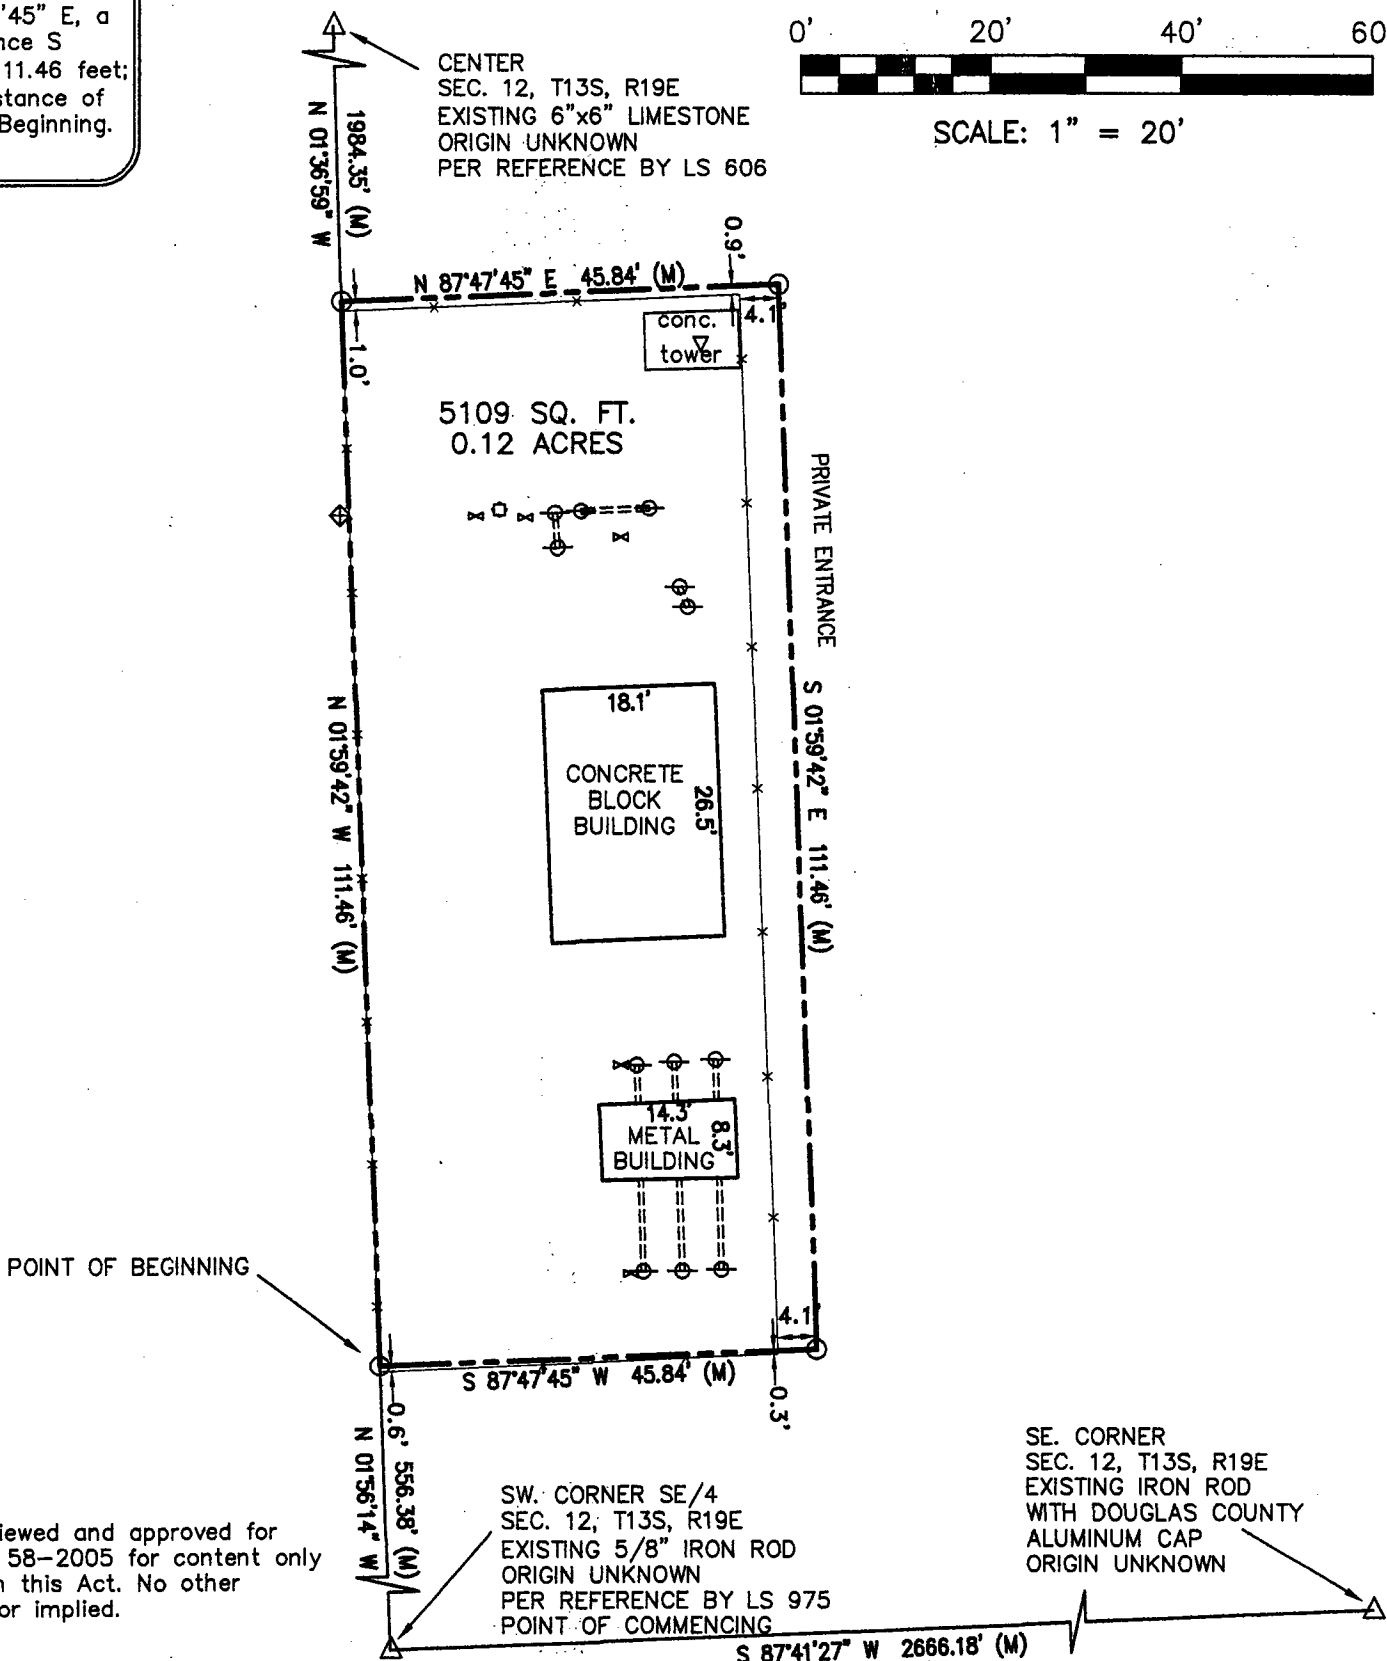 '45" E, a
nce S
11.46 feet;
stance of
Beginning.
CENTER
SEC. 12, T13S, R19E
EXISTING 6"x6" LIMESTONE
ORIGIN UNKNOWN
PER REFERENCE BY LS 606
0' 20' 60
SCALE: 1" = 20'
1984.35' (M)
N 01°36'59" W
0.9'
N 87°47'45" E 45.84' (M)
4.1'
1.0'
conc.
tower
5109 SQ. FT.
0.12 ACRES
PRIVATE ENTRANCE
S 01°59'42" E 111.46' (M)
N 01°59'42" W 111.46' (M)
18.1'
26.5'
CONCRETE
BLOCK
BUILDING
14.3'
8.3'
METAL
BUILDING
POINT OF BEGINNING
4.1'
S 87°47'45" W 45.84' (M)
0.3'
0.6'
556.38' (M)
N 01°56'14" W
SW. CORNER SE/4
SEC. 12, T13S, R19E
EXISTING 5/8" IRON ROD
ORIGIN UNKNOWN
PER REFERENCE BY LS 975
POINT OF COMMENCING
SE. CORNER
SEC. 12, T13S, R19E
EXISTING IRON ROD
WITH DOUGLAS COUNTY
ALUMINUM CAP
ORIGIN UNKNOWN
S 87°41'27" W 2666.18' (M)
iewed and approved for
58-2005 for content only
n this Act. No other
or implied.